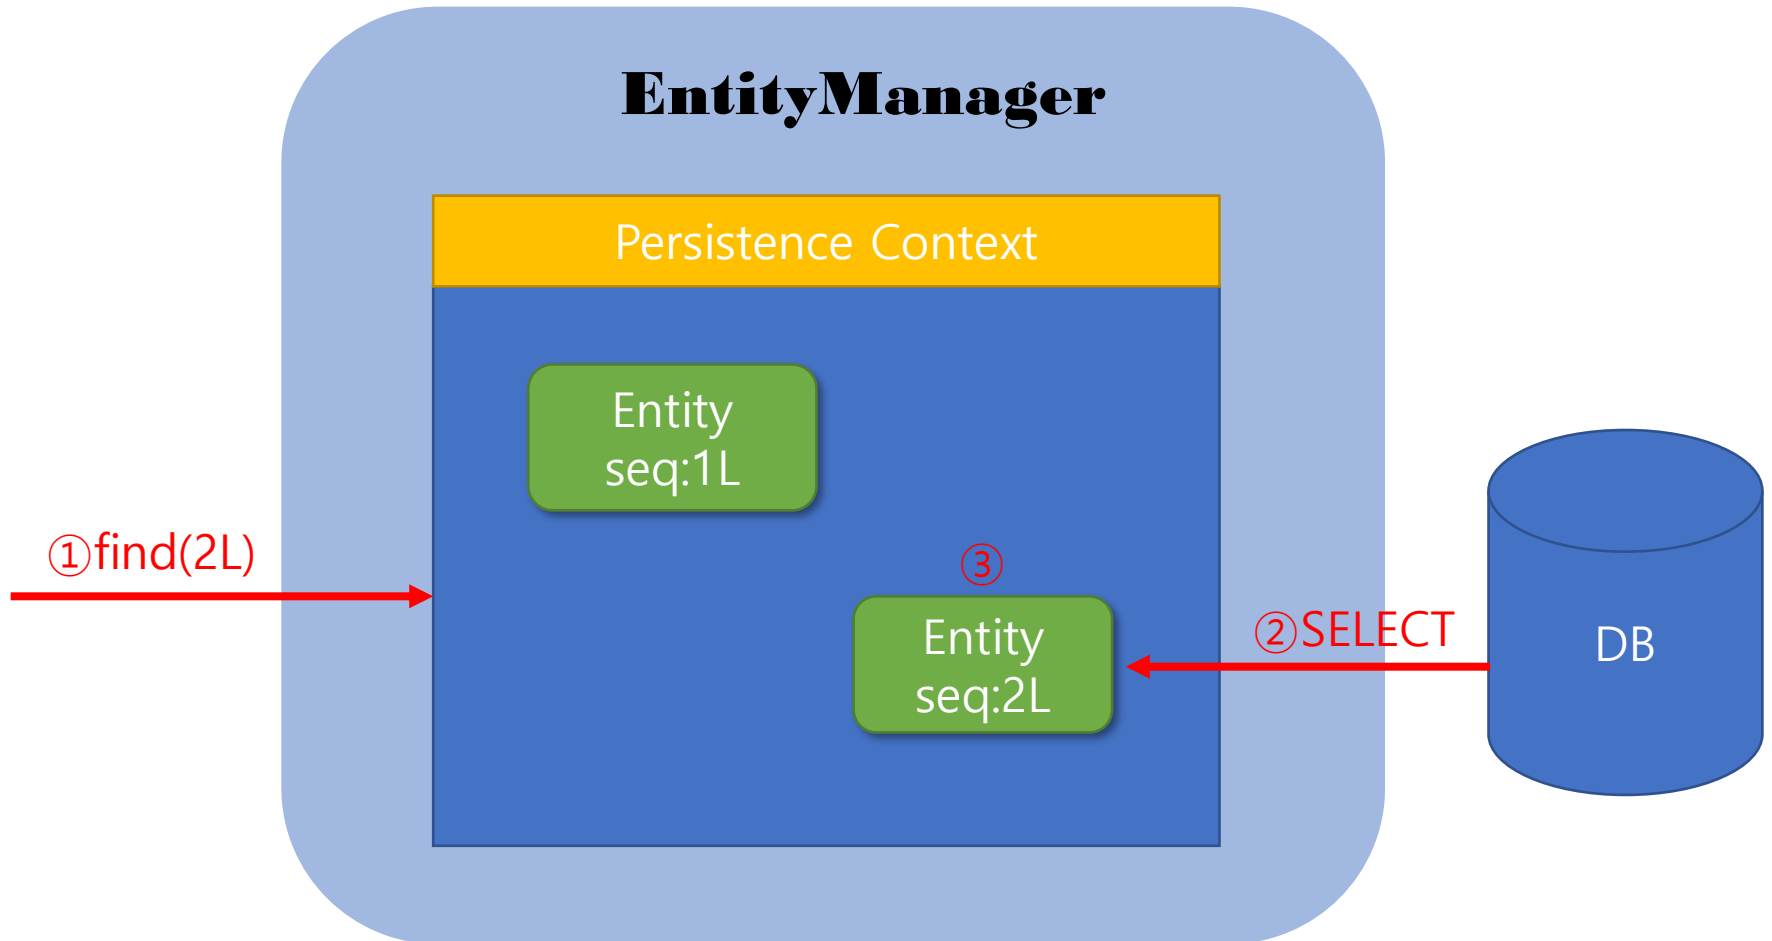 EntityManager
Persistence Context
Entity
seq:1L
①find(2L)
③
Entity
seq:2L
②SELECT
DB